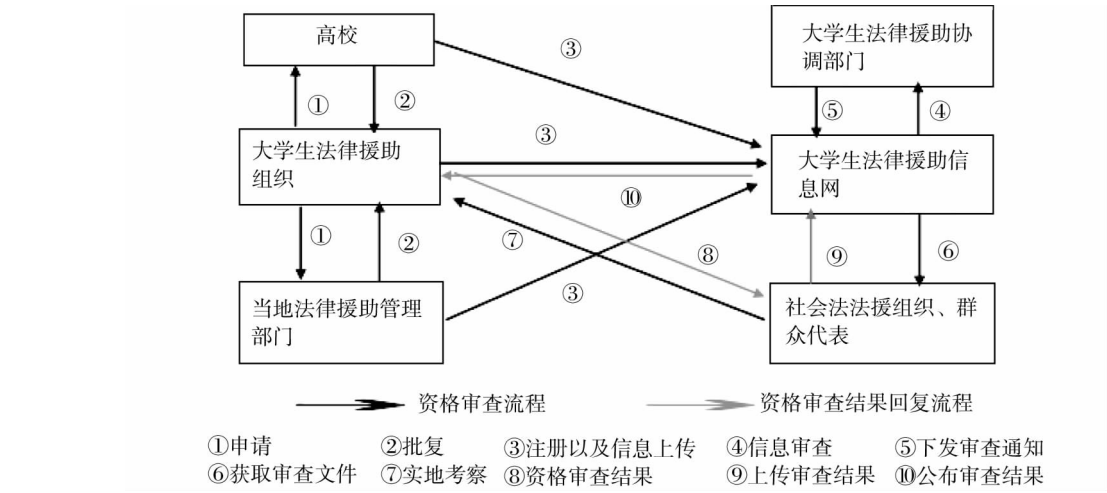 高校
大学生法律援助协
调部门
③
①
②
⑤
④
③
大学生法律援助
组织
大学生法律援助信
息网
⑩
①
②
⑦
⑧
⑨
⑥
③
当地法律援助管理
部门
社会法法援组织、群
众代表
资格审查流程
资格审查结果回复流程
①申请
②批复
③注册以及信息上传
④信息审查
⑤下发审查通知
⑥获取审查文件
⑦实地考察
⑧资格审查结果
⑨上传审查结果
⑩公布审查结果